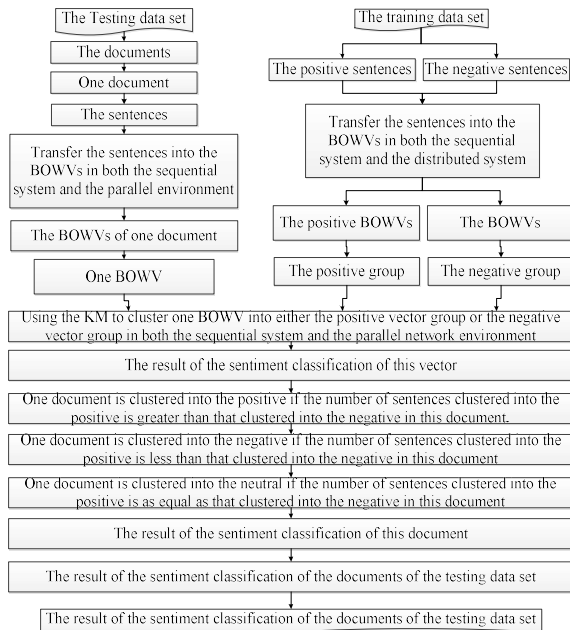 The Testing data set
The documents
One document
The sentences
Transfer the sentences into the
BOWVs in both the sequential
system and the parallel environment
The BOWVs of one document
One BOWV
The training data set
The positive sentences
The negative sentences
Transfer the sentences into the
BOWVs in both the sequential
system and the distributed system
The positive BOWVs
The BOWVs
The positive group
The negative group
Using the KM to cluster one BOWV into either the positive vector group or the negative
vector group in both the sequential system and the parallel network environment
The result of the sentiment classification of this vector
One document is clustered into the positive if the number of sentences clustered into the
positive is greater than that clustered into the negative in this document.
One document is clustered into the negative if the number of sentences clustered into the
positive is less than that clustered into the negative in this document
One document is clustered into the neutral if the number of sentences clustered into the
positive is as equal as that clustered into the negative in this document
The result of the sentiment classification of this document
The result of the sentiment classification of the documents of the testing data set
The result of the sentiment classification of the documents of the testing data set